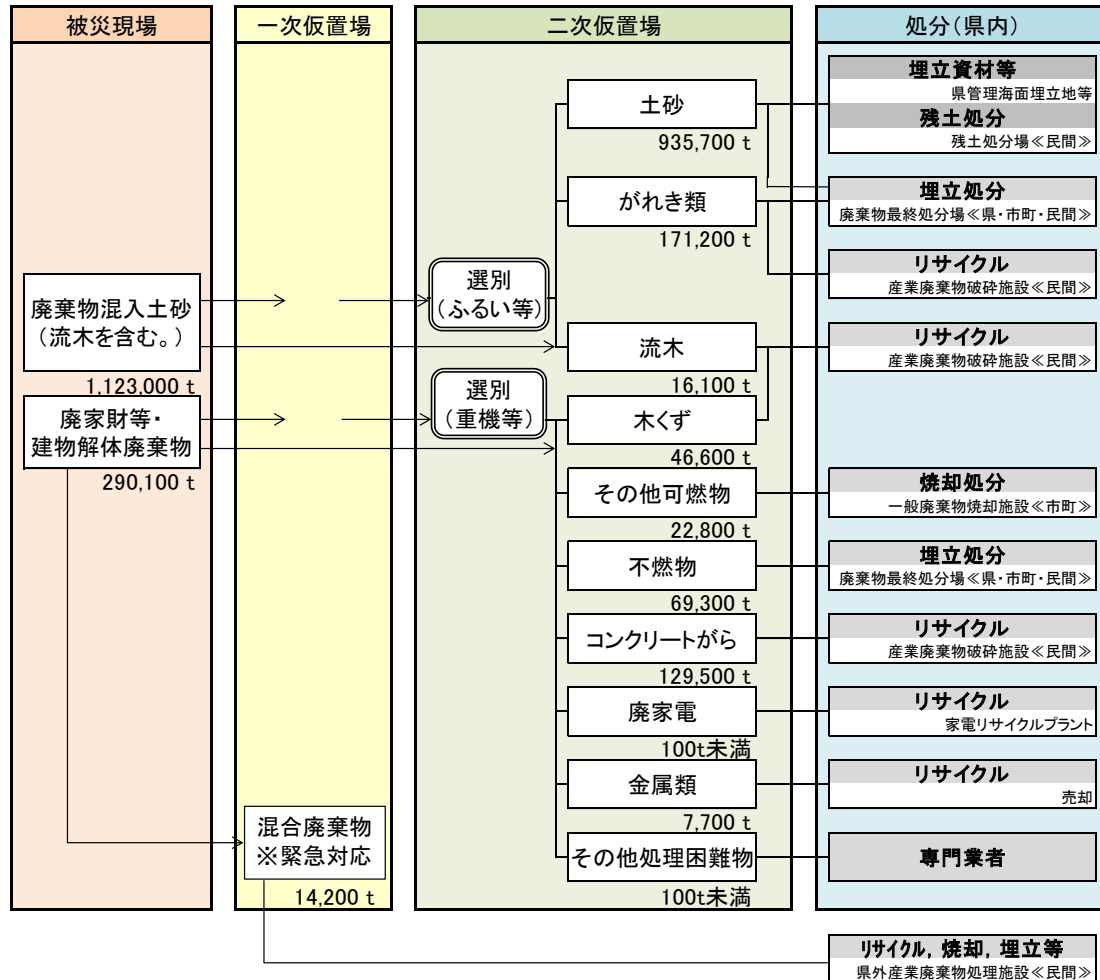 被災現場
一次仮置場
二次仮置場
処分(県内)
廃棄物混入土砂
(流木を含む。)
1,123,000 t
廃家財等・
建物解体廃棄物
290,100 t
混合廃棄物
※緊急対応
14,200 t
選別
(ふるい等)
選別
(重機等)
土砂
935,700 t
がれき類
171,200 t
流木
16,100 t
木くず
46,600 t
その他可燃物
22,800 t
不燃物
69,300 t
コンクリートがら
129,500 t
廃家電
100t未満
金属類
7,700 t
その他処理困難物
100t未満
埋立資材等
県管理海面埋立地等
残土処分
残土処分場≪民間≫
埋立処分
廃棄物最終処分場≪県・市町・民間≫
リサイクル
産業廃棄物破砕施設≪民間≫
リサイクル
産業廃棄物破砕施設≪民間≫
焼却処分
一般廃棄物焼却施設≪市町≫
埋立処分
廃棄物最終処分場≪県・市町・民間≫
リサイクル
産業廃棄物破砕施設≪民間≫
リサイクル
家電リサイクルプラント
リサイクル
売却
専門業者
リサイクル, 焼却, 埋立等
県外産業廃棄物処理施設≪民間≫